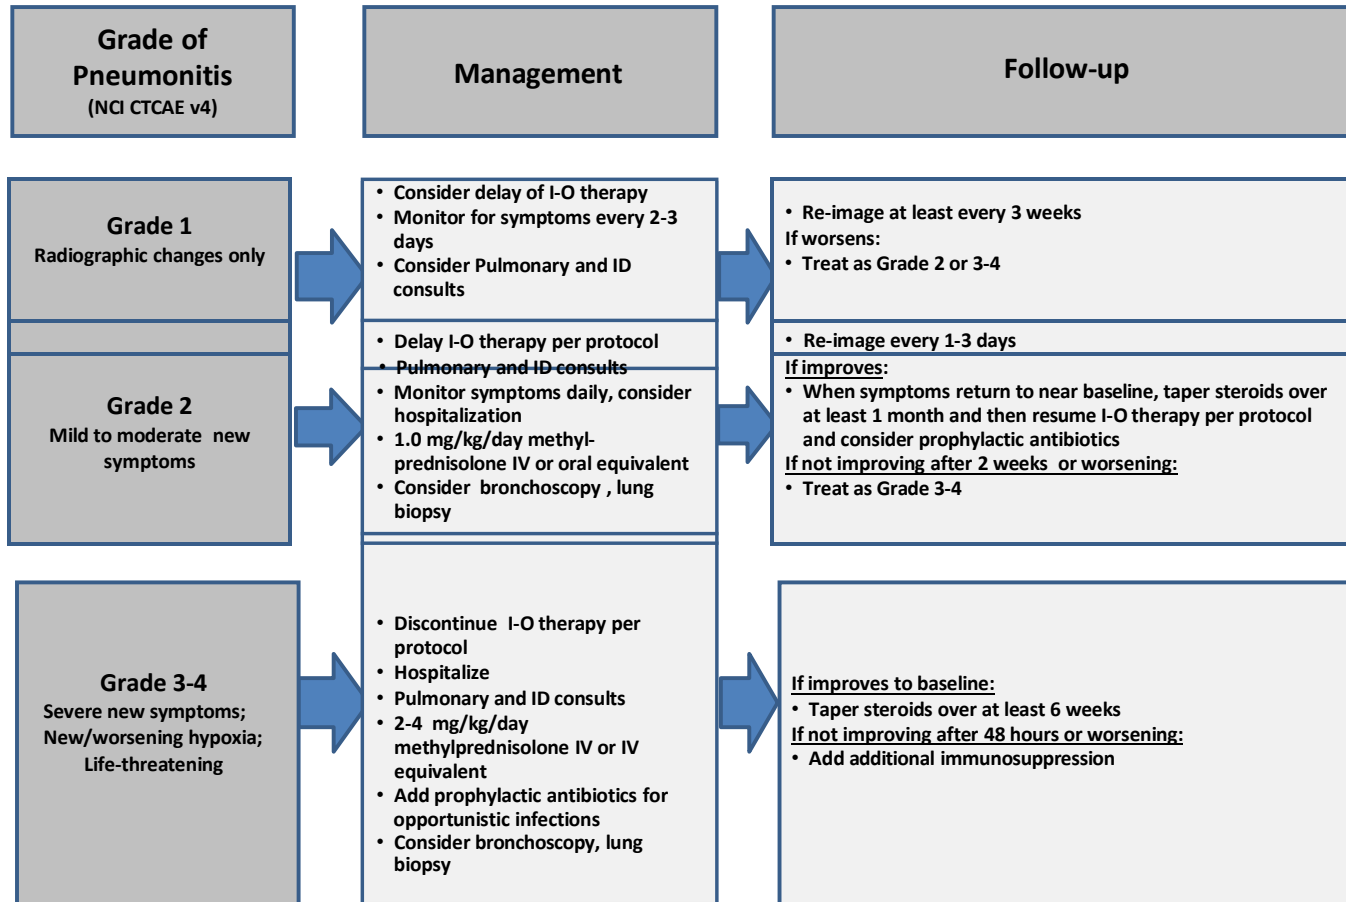 Grade of
Pneumonitis
(NCI CTCAE v4)
Management
Follow-up
Grade 1
Radiographic changes only
• Consider delay of I-O therapy
• Monitor for symptoms every 2-3
days
• Consider Pulmonary and ID
consults
• Re-image at least every 3 weeks
If worsens:
• Treat as Grade 2 or 3-4
Grade 2
Mild to moderate new
symptoms
• Delay I-O therapy per protocol
• Pulmonary and ID consults
• Monitor symptoms daily, consider
hospitalization
• 1.0 mg/kg/day methyl-
prednisolone IV or oral equivalent
• Consider bronchoscopy , lung
biopsy
• Re-image every 1-3 days
If improves:
• When symptoms return to near baseline, taper steroids over
at least 1 month and then resume I-O therapy per protocol
and consider prophylactic antibiotics
If not improving after 2 weeks or worsening:
• Treat as Grade 3-4
Grade 3-4
Severe new symptoms;
New/worsening hypoxia;
Life-threatening
• Discontinue I-O therapy per
protocol
• Hospitalize
• Pulmonary and ID consults
• 2-4 mg/kg/day
methylprednisolone IV or IV
equivalent
• Add prophylactic antibiotics for
opportunistic infections
• Consider bronchoscopy, lung
biopsy
If improves to baseline:
• Taper steroids over at least 6 weeks
If not improving after 48 hours or worsening:
• Add additional immunosuppression